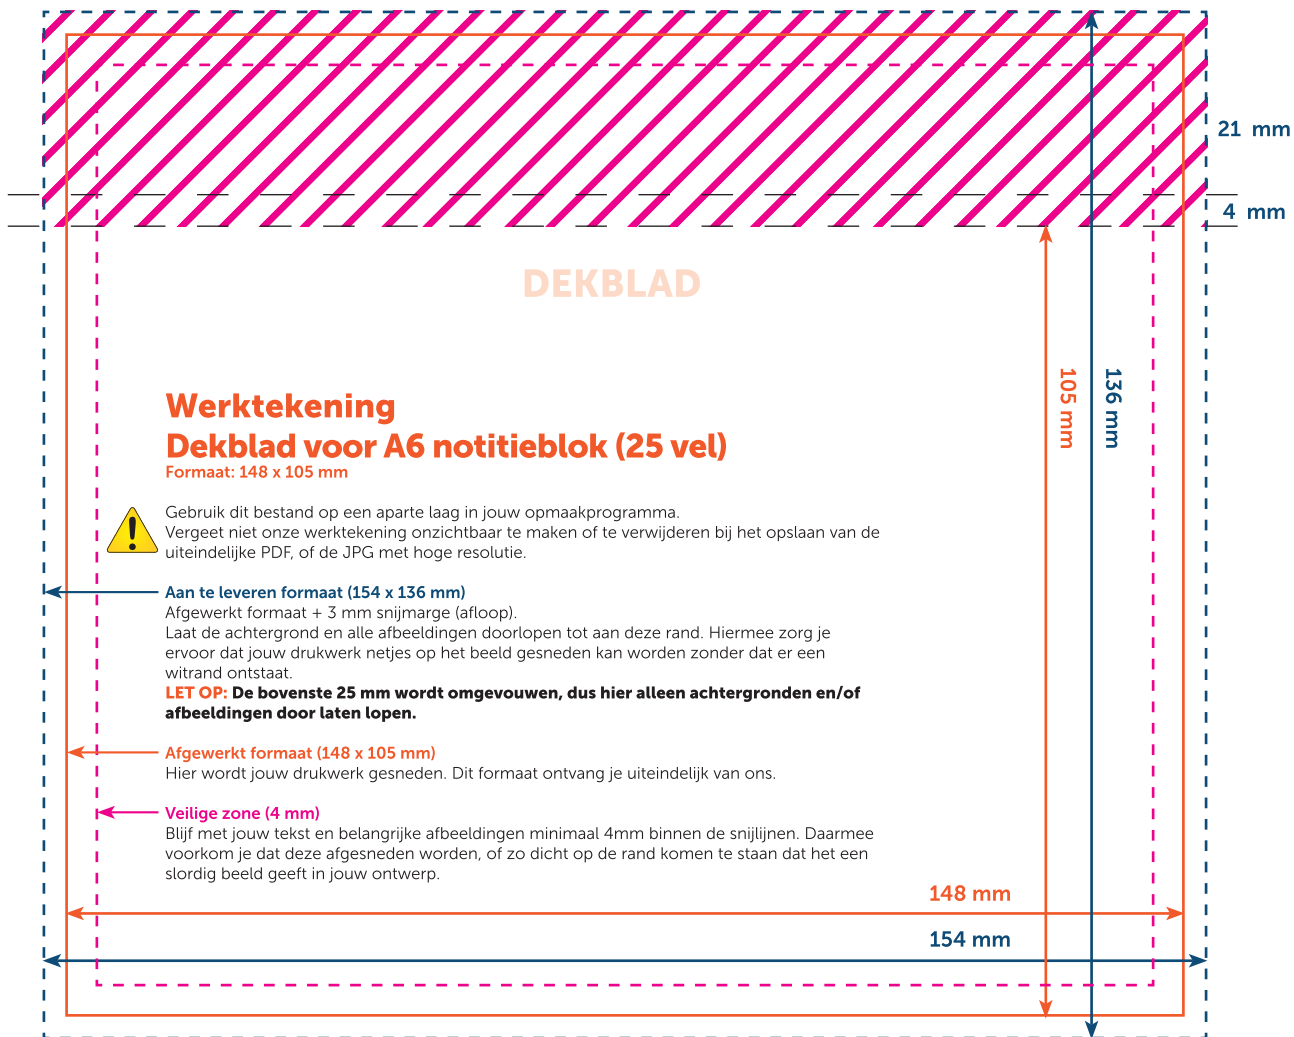 21 mm
4 mm
DEKBLAD
105 mm
136 mm
Werktekening
Dekblad voor A6 notitieblok (25 vel)
Formaat: 148 x 105 mm
Gebruik dit bestand op een aparte laag in jouw opmaakprogramma.
Vergeet niet onze werktekening onzichtbaar te maken of te verwijderen bij het opslaan van de
uiteindelijke PDF, of de JPG met hoge resolutie.
Aan te leveren formaat (154 x 136 mm)
Afgewerkt formaat + 3 mm snijmarge (afloop).
Laat de achtergrond en alle afbeeldingen doorlopen tot aan deze rand. Hiermee zorg je
ervoor dat jouw drukwerk netjes op het beeld gesneden kan worden zonder dat er een
witrand ontstaat.
LET OP: De bovenste 25 mm wordt omgevouwen, dus hier alleen achtergronden en/of
afbeeldingen door laten lopen.
Afgewerkt formaat (148 x 105 mm)
Hier wordt jouw drukwerk gesneden. Dit formaat ontvang je uiteindelijk van ons.
Veilige zone (4 mm)
Blijf met jouw tekst en belangrijke afbeeldingen minimaal 4mm binnen de snijlijnen. Daarmee
voorkom je dat deze afgesneden worden, of zo dicht op de rand komen te staan dat het een
slordig beeld geeft in jouw ontwerp.
148 mm
154 mm